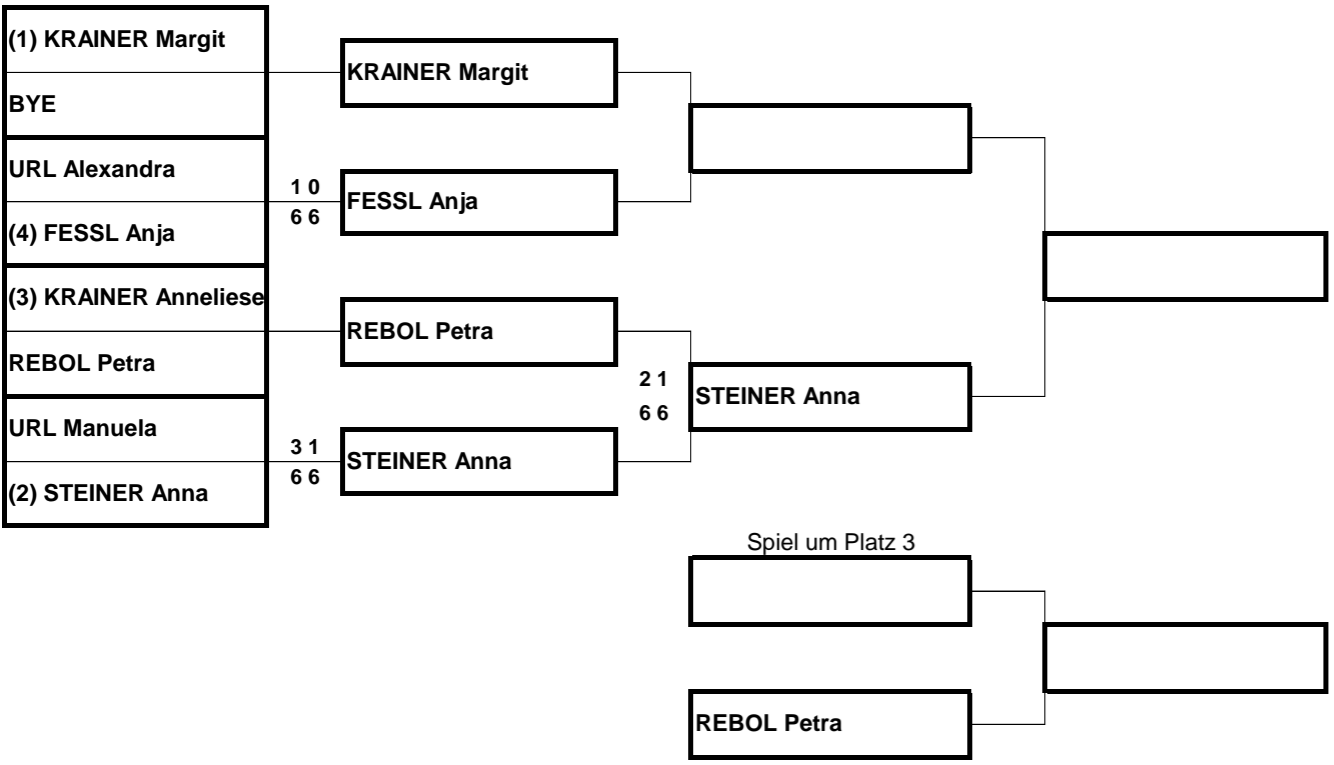 (1) KRAINER Margit
BYE
URL Alexandra
(4) FESSL Anja
(3) KRAINER Anneliese
REBOL Petra
URL Manuela
(2) STEINER Anna
KRAINER Margit
1 0
6 6
FESSL Anja
REBOL Petra
3 1
6 6
STEINER Anna
2 1
6 6
STEINER Anna
Spiel um Platz 3
REBOL Petra